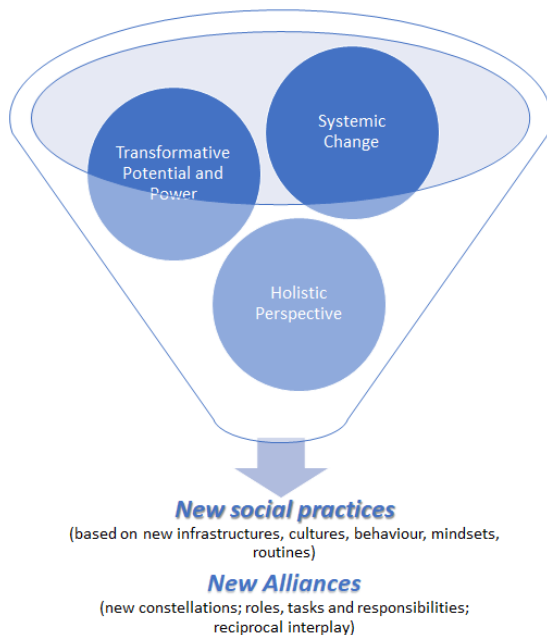 Systemic
Change
Transformative
Potential and
Power
Holistic
Perspective
New social practices
(based on new infrastructures, cultures, behaviour, mindsets,
routines)
New Alliances
(new constellations; roles, tasks and responsibilities;
reciprocal interplay)